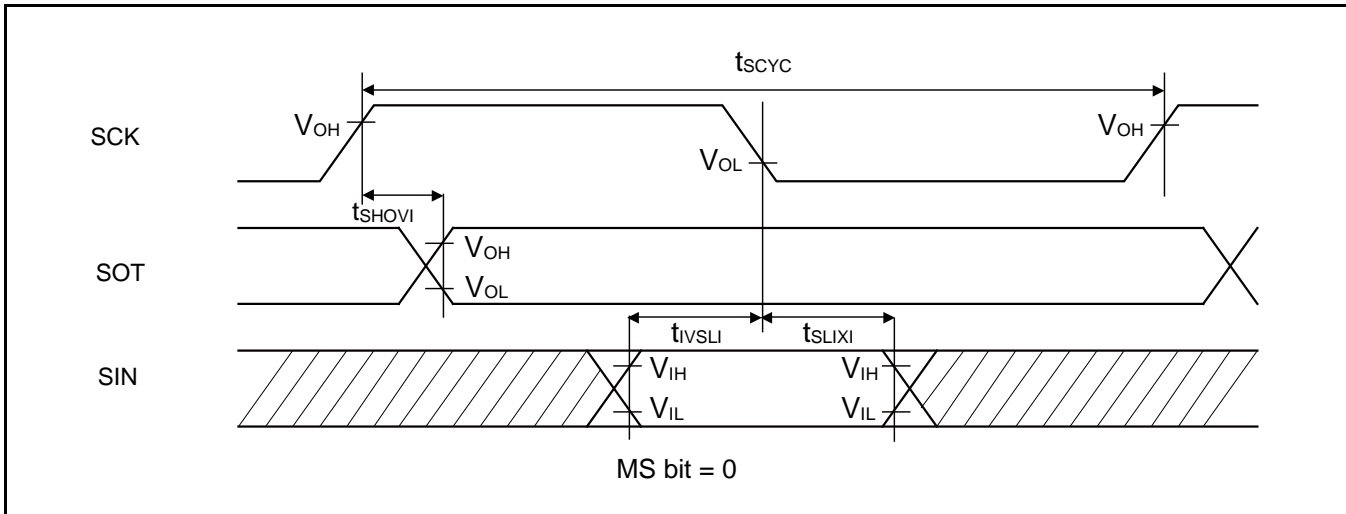 tSCYC
SCK
VOH
VOL
VOH
tSHOVI
SOT
VOH
VOL
tIVSLI
tSLIXI
SIN
VIH
VIH
VIL
VIL
MS bit = 0